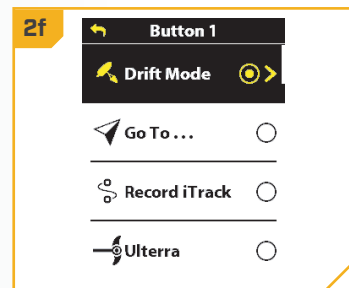 2f
Button 1
Drift Mode
Go To ...
Record iTrack
Ulterra